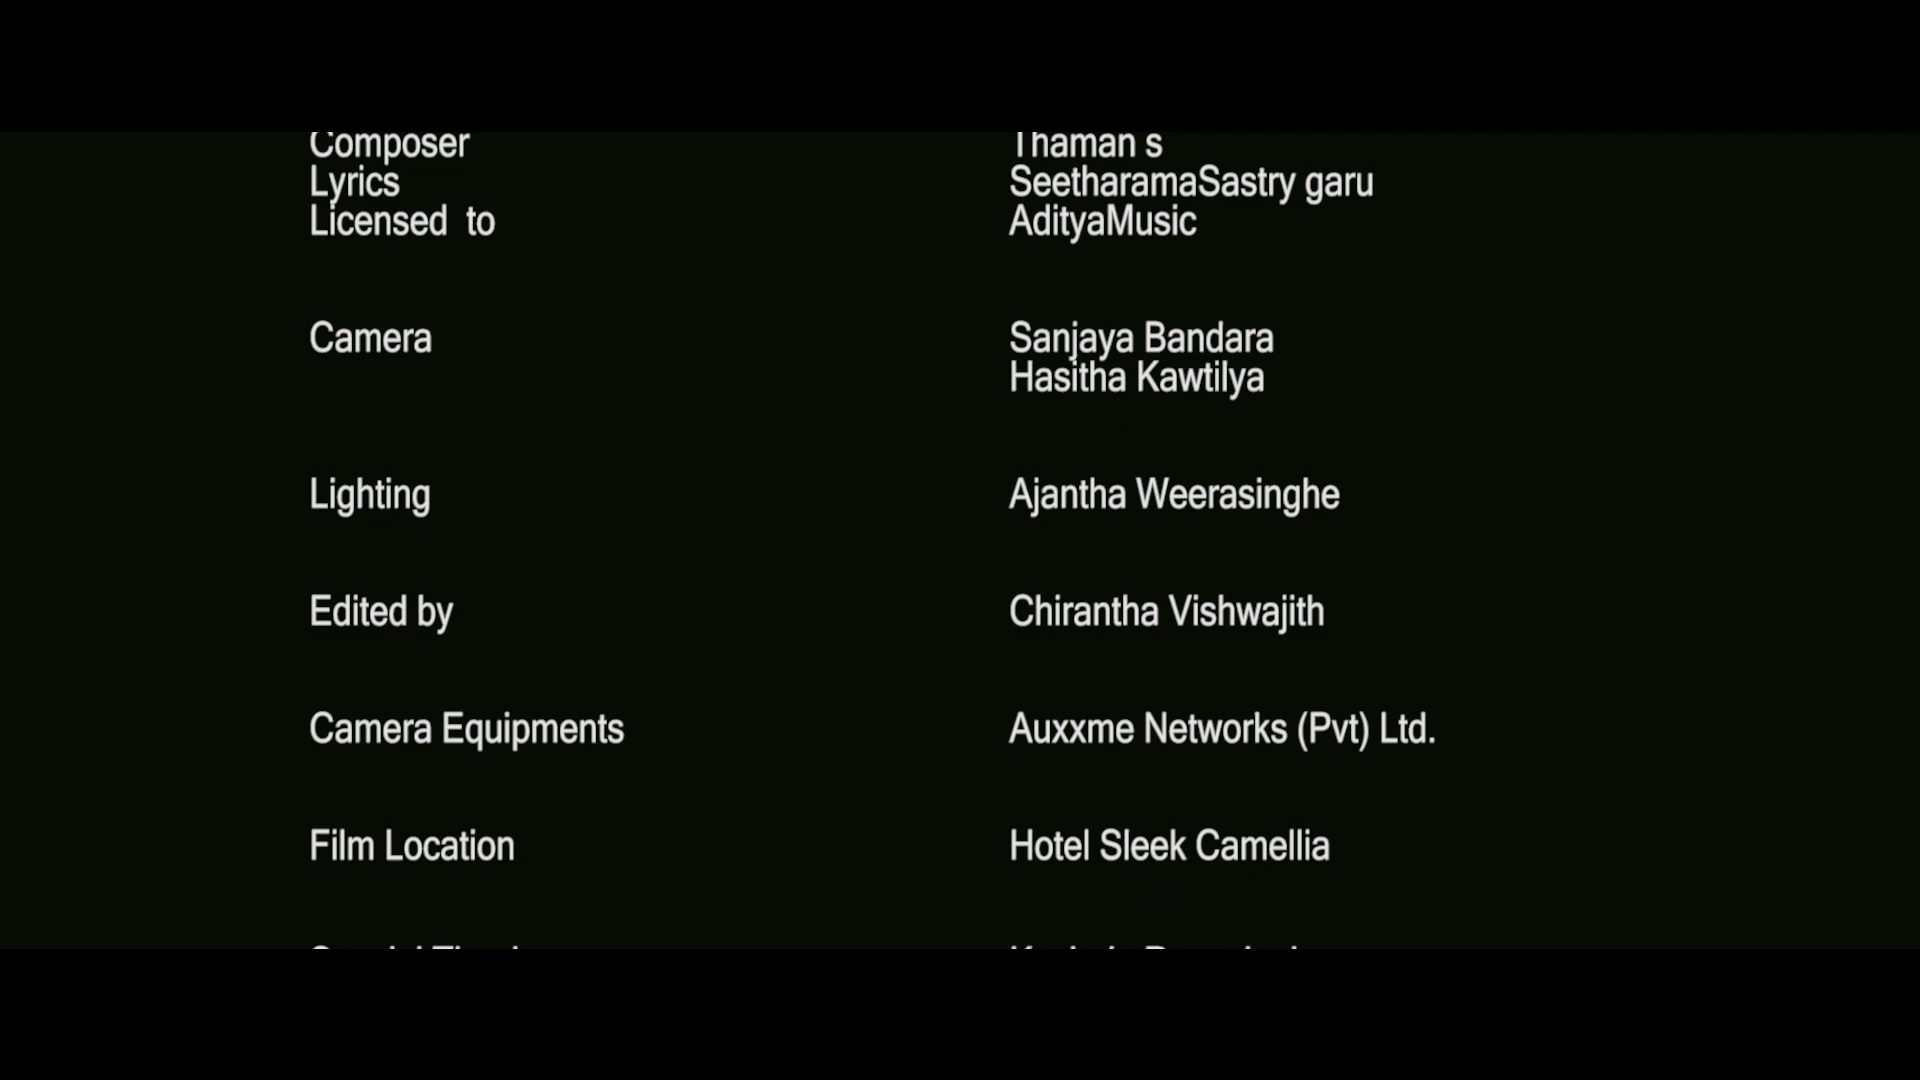 Composer Thaman s
Lyrics SeetharamaSastry garu
Licensed to AdityaMusic
Camera Sanjaya Bandara
Hasitha Kawtilya
Lighting Ajantha Weerasinghe
Edited by Chirantha Vishwajith
Camera Equipments Auxxme Networks (Pvt) Ltd.
Film Location Hotel Sleek Camellia